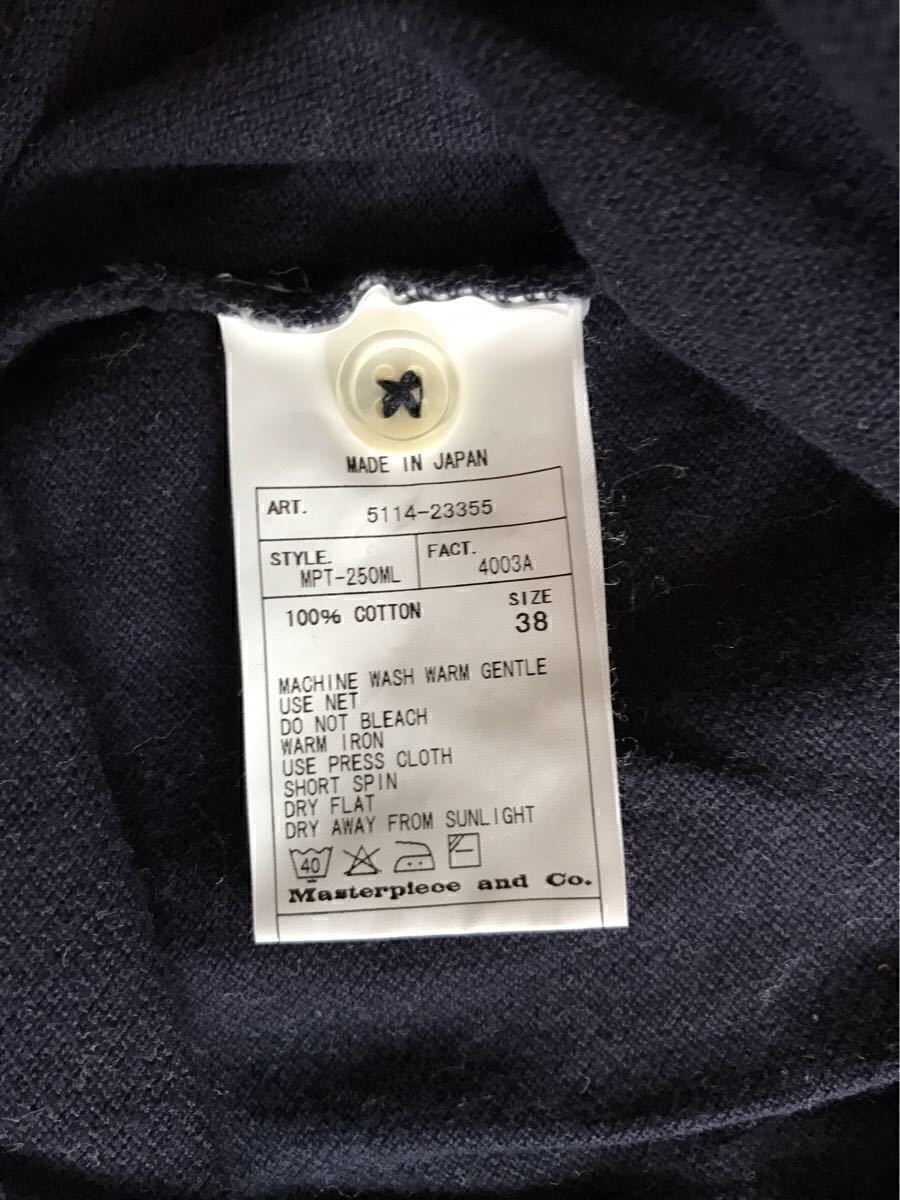 MADE IN JAPAN
ART. 5114-23355
STYLE. MPT-250ML
FACT. 4003A
100% COTTON
SIZE
38
MACHINE WASH WARM GENTLE
USE NET
DO NOT BLEACH
WARM IRON
USE PRESS CLOTH
SHORT SPIN
DRY FLAT
DRY AWAY FROM SUNLIGHT
40
Masterpiece and Co.